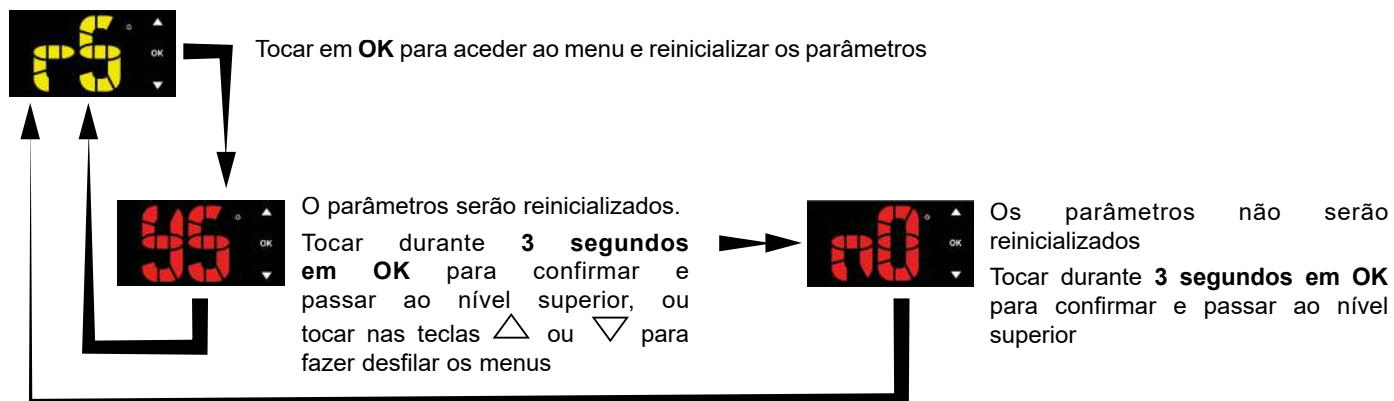 rS
OK
Tocar em OK para aceder ao menu e reinicializar os parâmetros
yS
OK
O parâmetros serão reinicializados.
Tocar durante 3 segundos
em OK para confirmar e
passar ao nível superior, ou
tocar nas teclas △ ou ▽ para
fazer desfilar os menus
n0
OK
Os parâmetros não serão
reinicializados
Tocar durante 3 segundos em OK
para confirmar e passar ao nível
superior